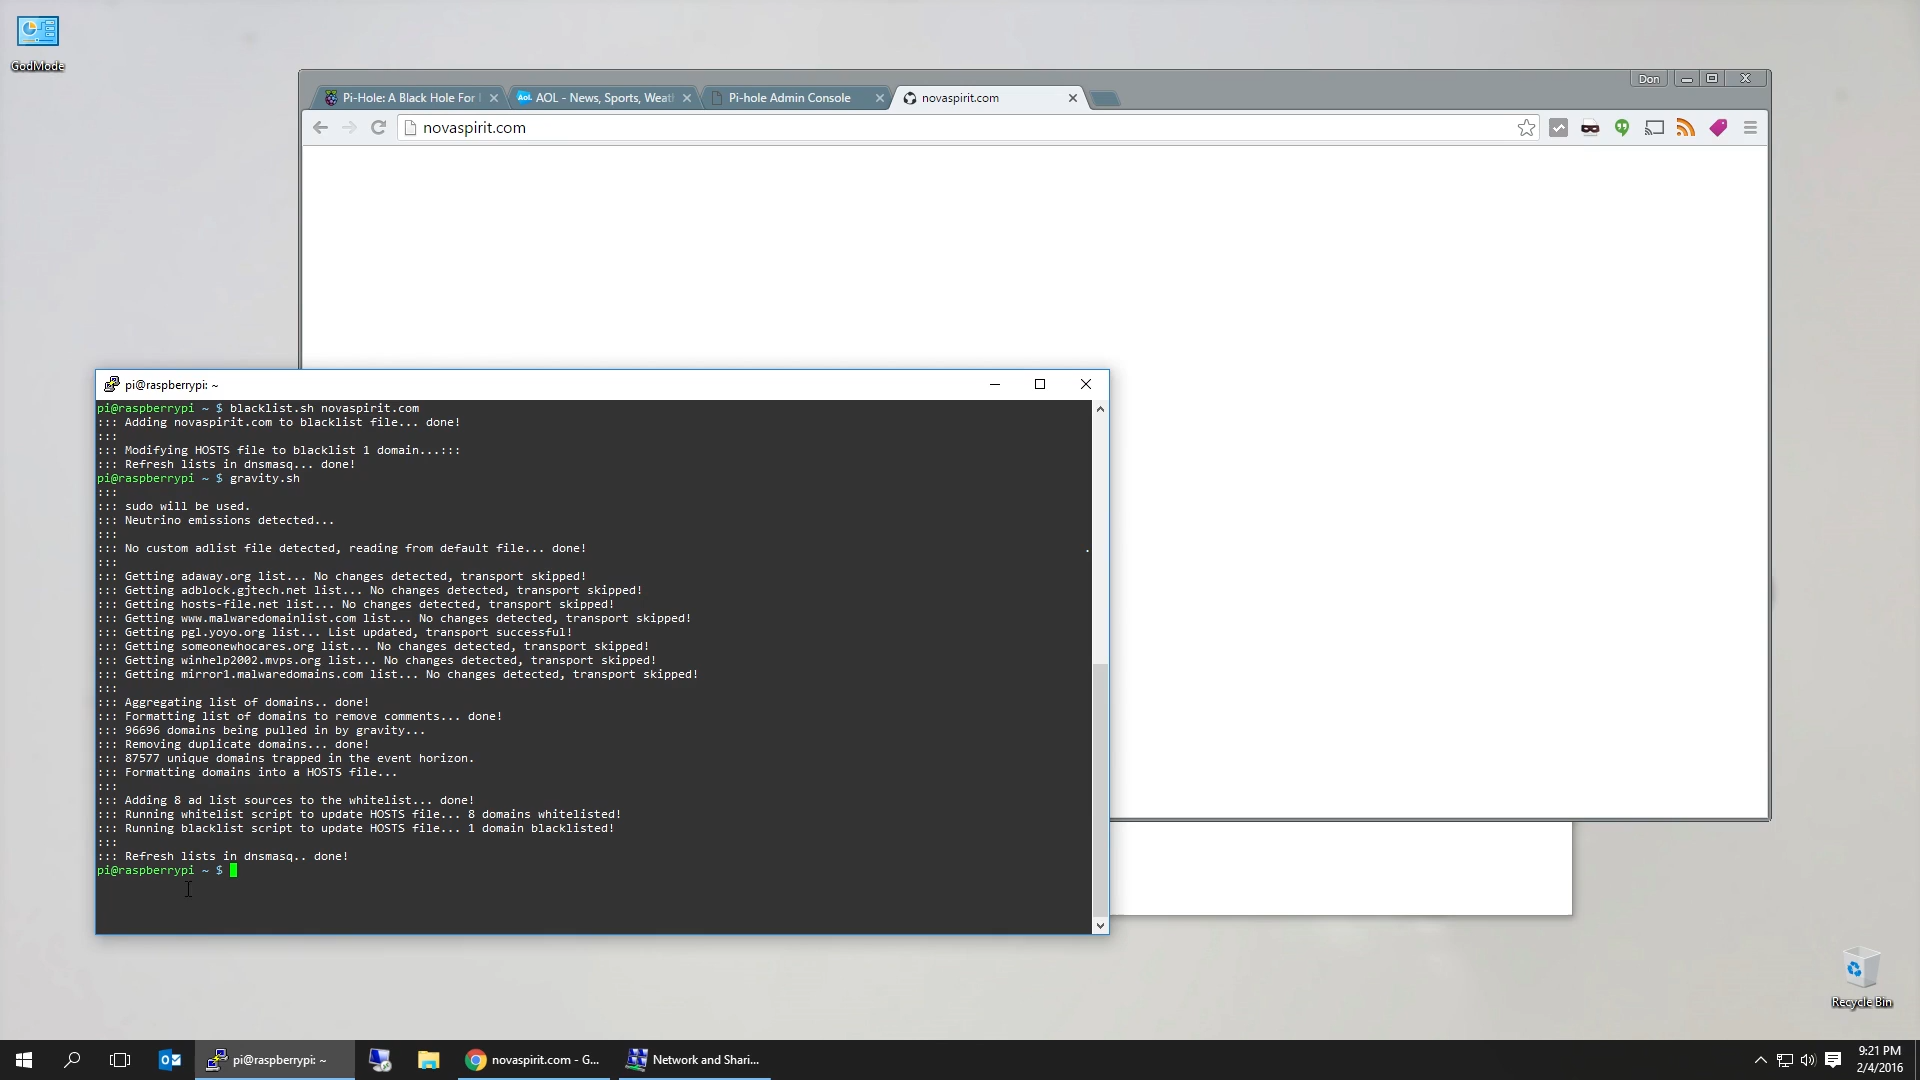 GodMode
Don
Pi-Hole: A Black Hole For
AOL - News, Sports, Weat
Pi-hole Admin Console
novaspirit.com
novaspirit.com
pi@raspberrypi: ~
pi@raspberrypi ~ $ blacklist.sh novaspirit.com
::: Adding novaspirit.com to blacklist file... done!
:::
::: Modifying HOSTS file to blacklist 1 domain...:::
::: Refresh lists in dnsmasq... done!
pi@raspberrypi ~ $ gravity.sh
:::
::: sudo will be used.
::: Neutrino emissions detected...
:::
::: No custom adlist file detected, reading from default file... done!
:::
::: Getting adaway.org list... No changes detected, transport skipped!
::: Getting adblock.gjtech.net list... No changes detected, transport skipped!
::: Getting hosts-file.net list... No changes detected, transport skipped!
::: Getting www.malwaredomainlist.com list... No changes detected, transport skipped!
::: Getting pgl.yoyo.org list... List updated, transport successful!
::: Getting someonewhocares.org list... No changes detected, transport skipped!
::: Getting winhelp2002.mvps.org list... No changes detected, transport skipped!
::: Getting mirror1.malwaredomains.com list... No changes detected, transport skipped!
:::
::: Aggregating list of domains.. done!
::: Formatting list of domains to remove comments... done!
::: 96696 domains being pulled in by gravity...
::: Removing duplicate domains... done!
::: 87577 unique domains trapped in the event horizon.
::: Formatting domains into a HOSTS file...
:::
::: Adding 8 ad list sources to the whitelist... done!
::: Running whitelist script to update HOSTS file... 8 domains whitelisted!
::: Running blacklist script to update HOSTS file... 1 domain blacklisted!
:::
::: Refresh lists in dnsmasq.. done!
pi@raspberrypi ~ $
Recycle Bin
pi@raspberrypi: ~
novaspirit.com - G...
Network and Shari...
9:21 PM
2/4/2016